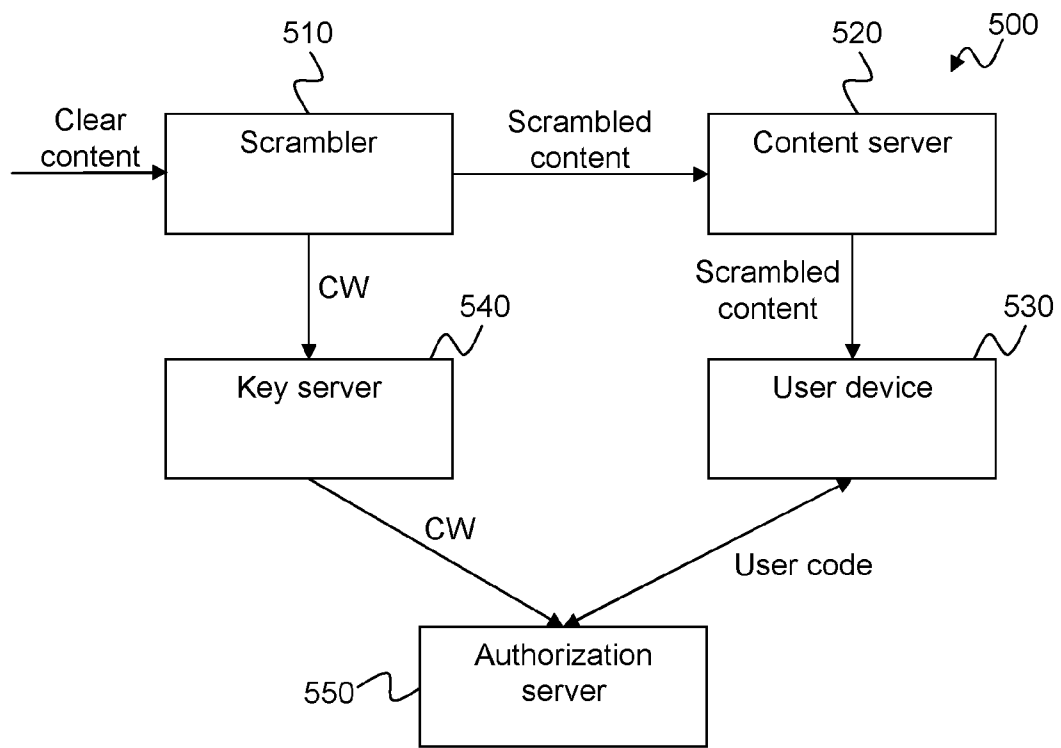 510
520
500
Clear
content
Scrambler
Scrambled
content
Content server
CW
Scrambled
content
540
530
Key server
User device
CW
User code
Authorization
server
550